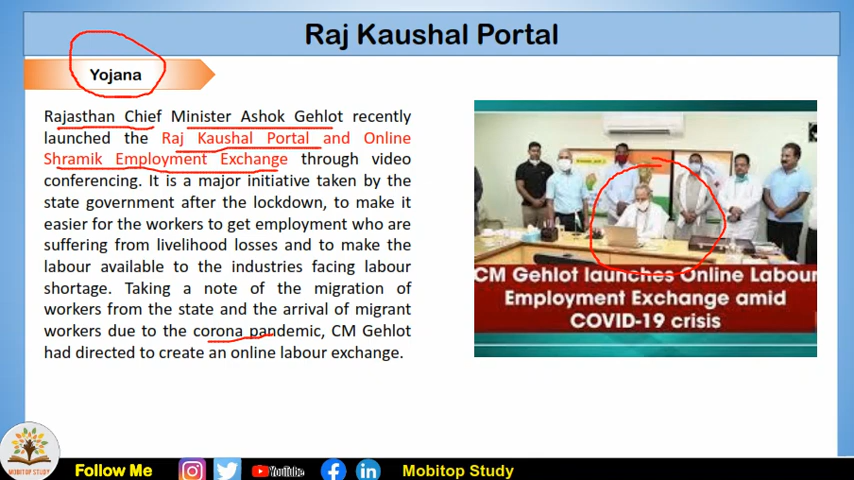 Raj Kaushal Portal
Yojana
Rajasthan Chief Minister Ashok Gehlot recently
launched the Raj Kaushal Portal and Online
Shramik Employment Exchange through video
conferencing. It is a major initiative taken by the
state government after the lockdown, to make it
easier for the workers to get employment who are
suffering from livelihood losses and to make the
labour available to the industries facing labour
shortage. Taking a note of the migration of
workers from the state and the arrival of migrant
workers due to the corona pandemic, CM Gehlot
had directed to create an online labour exchange.
CM Gehlot launches Online Labour
Employment Exchange amid
COVID-19 crisis
MOBITOP STUDY
Follow Me
YouTube
Mobitop Study